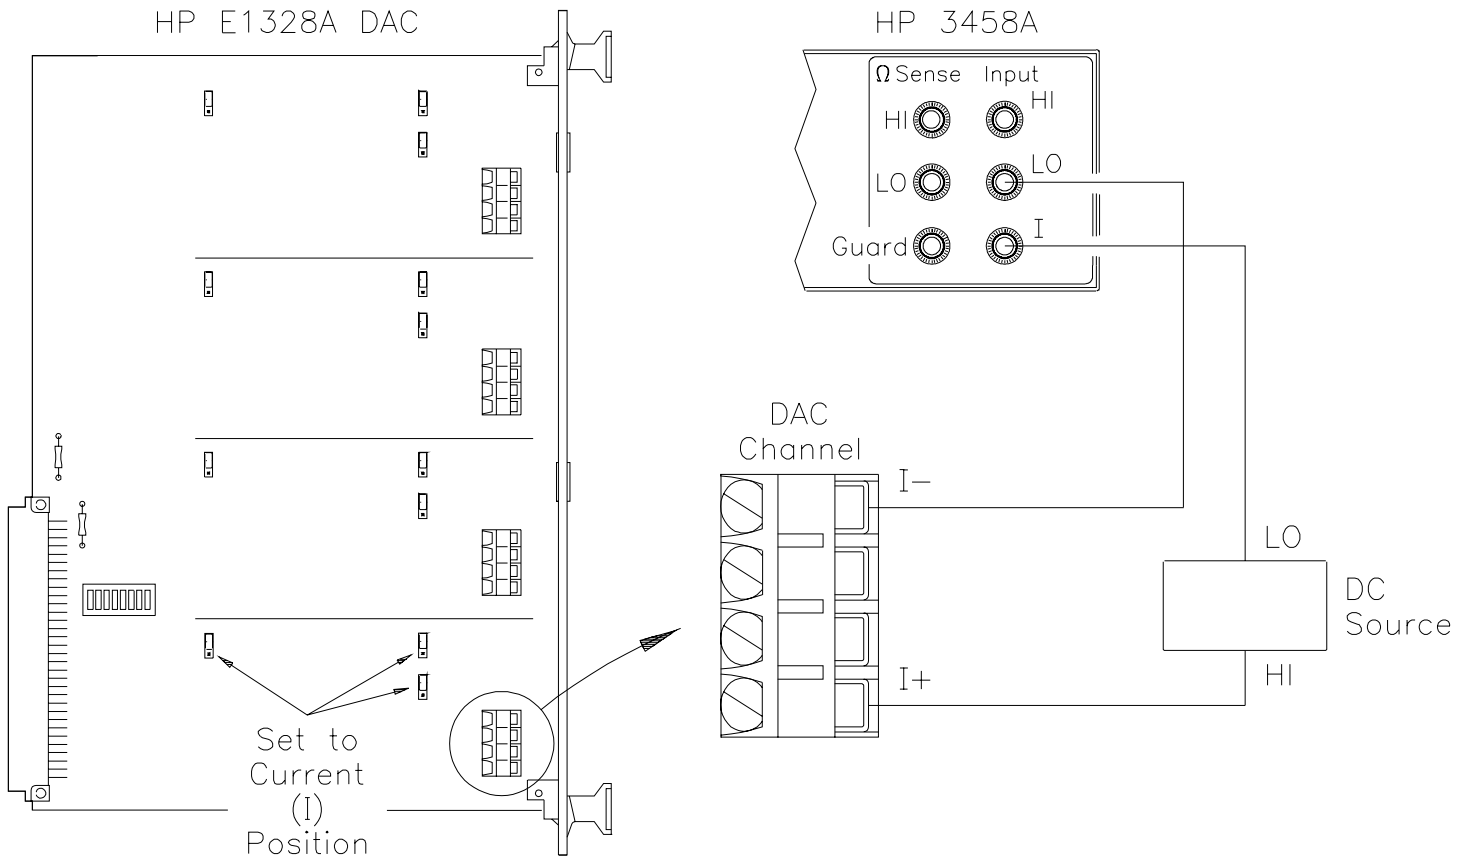 HP E1328A DAC
HP 3458A
Ω Sense Input
HI
HI
LO
LO
Guard
I
DAC
Channel
I-
I+
LO
DC
Source
HI
Set to
Current
(I)
Position